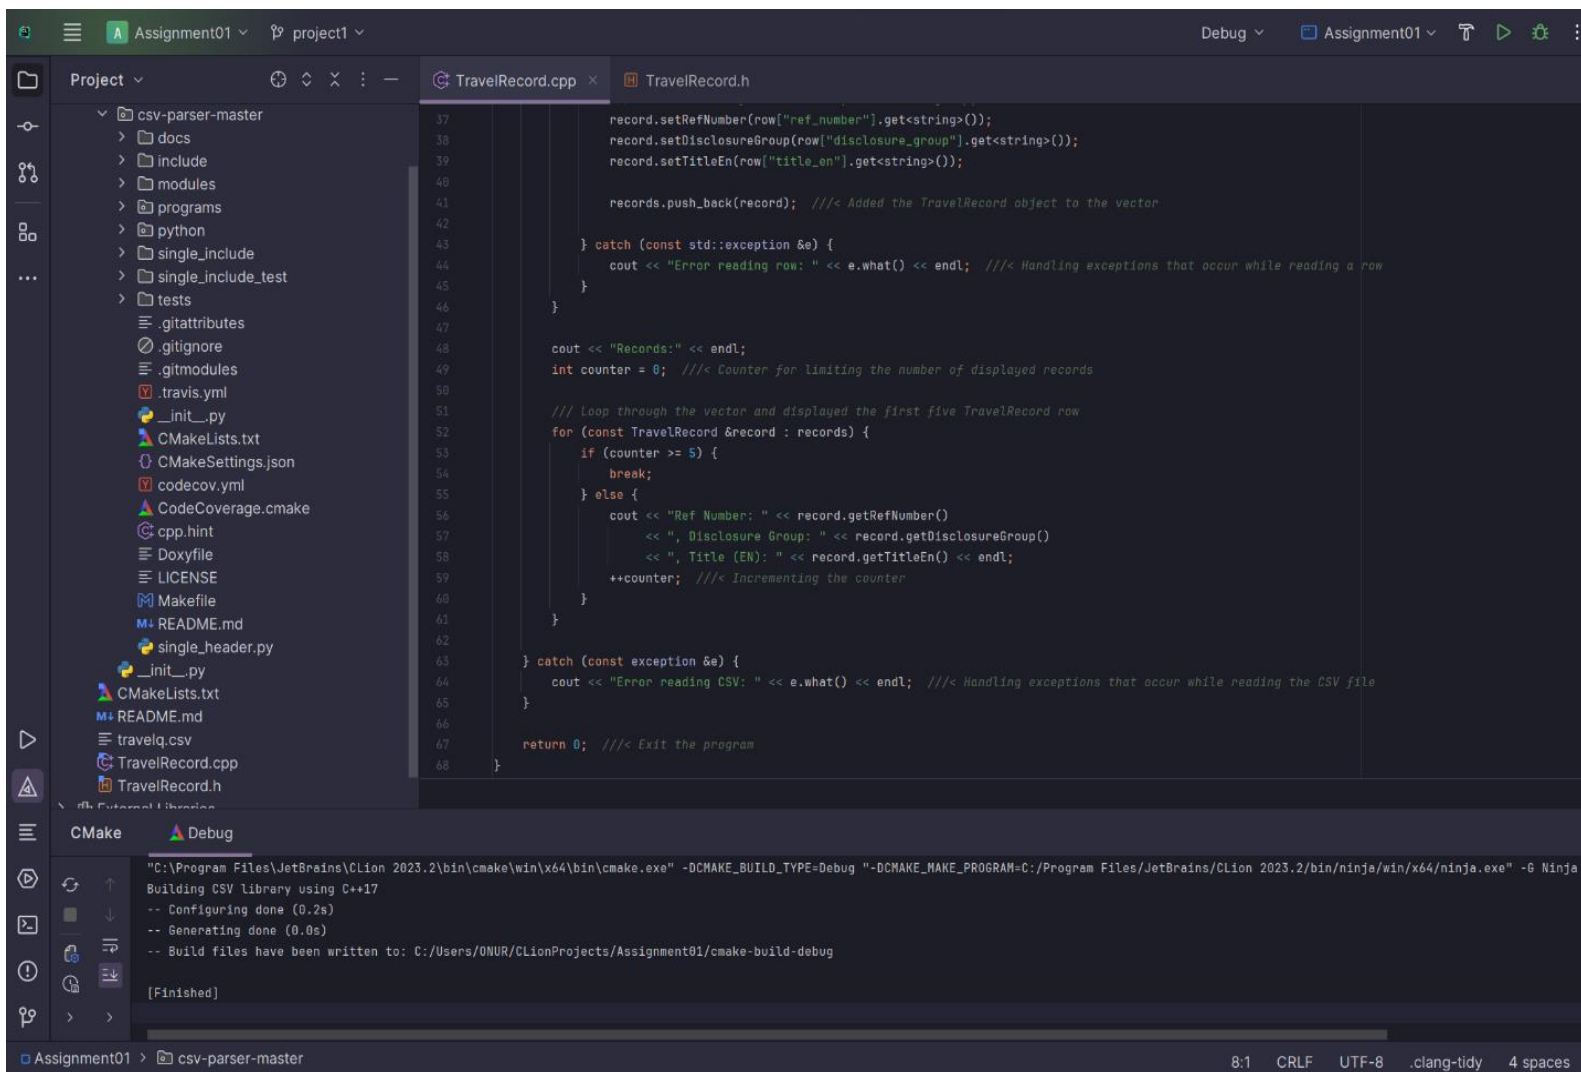 A Assignment01 project1 Debug Assignment01
Project TravelRecord.cpp TravelRecord.h
csv-parser-master
docs
include
modules
programs
python
single_include
single_include_test
tests
.gitattributes
.gitignore
.gitmodules
.travis.yml
__init__.py
CMakeLists.txt
CMakeSettings.json
codecov.yml
CodeCoverage.cmake
cpp.hint
Doxyfile
LICENSE
Makefile
README.md
single_header.py
__init__.py
CMakeLists.txt
README.md
travelq.csv
TravelRecord.cpp
TravelRecord.h
External Libraries
37 record.setRefNumber(row["ref_number"].get<string>());
38 record.setDisclosureGroup(row["disclosure_group"].get<string>());
39 record.setTitleEn(row["title_en"].get<string>());
40
41 records.push_back(record); ///< Added the TravelRecord object to the vector
42
43 } catch (const std::exception &e) {
44 cout << "Error reading row: " << e.what() << endl; ///< Handling exceptions that occur while reading a row
45 }
46 }
47
48 cout << "Records:" << endl;
49 int counter = 0; ///< Counter for limiting the number of displayed records
50
51 /// Loop through the vector and displayed the first five TravelRecord row
52 for (const TravelRecord &record : records) {
53 if (counter >= 5) {
54 break;
55 } else {
56 cout << "Ref Number: " << record.getRefNumber()
57 << ", Disclosure Group: " << record.getDisclosureGroup()
58 << ", Title (EN): " << record.getTitleEn() << endl;
59 ++counter; ///< Incrementing the counter
60 }
61 }
62
63 } catch (const exception &e) {
64 cout << "Error reading CSV: " << e.what() << endl; ///< Handling exceptions that occur while reading the CSV file
65 }
66
67 return 0; ///< Exit the program
68 }
CMake Debug
"C:\Program Files\JetBrains\CLion 2023.2\bin\cmake\win\x64\bin\cmake.exe" -DCMAKE_BUILD_TYPE=Debug "-DCMAKE_MAKE_PROGRAM=C:/Program Files/JetBrains/CLion 2023.2/bin/ninja/win/x64/ninja.exe" -G Ninja
Building CSV library using C++17
-- Configuring done (0.2s)
-- Generating done (0.0s)
-- Build files have been written to: C:/Users/ONUR/CLionProjects/Assignment01/cmake-build-debug
[Finished]
Assignment01 > csv-parser-master 8:1 CRLF UTF-8 .clang-tidy 4 spaces